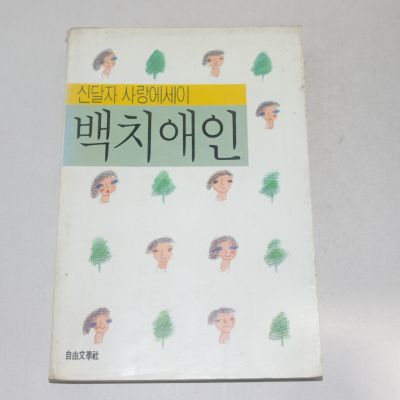 신달자 사랑에세이
백치애인
自由文學社